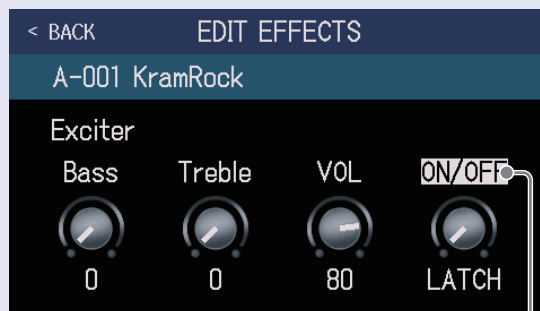 < BACK EDIT EFFECTS
A-001 KramRock
Exciter
Bass Treble VOL ON/OFF
0 0 80 LATCH